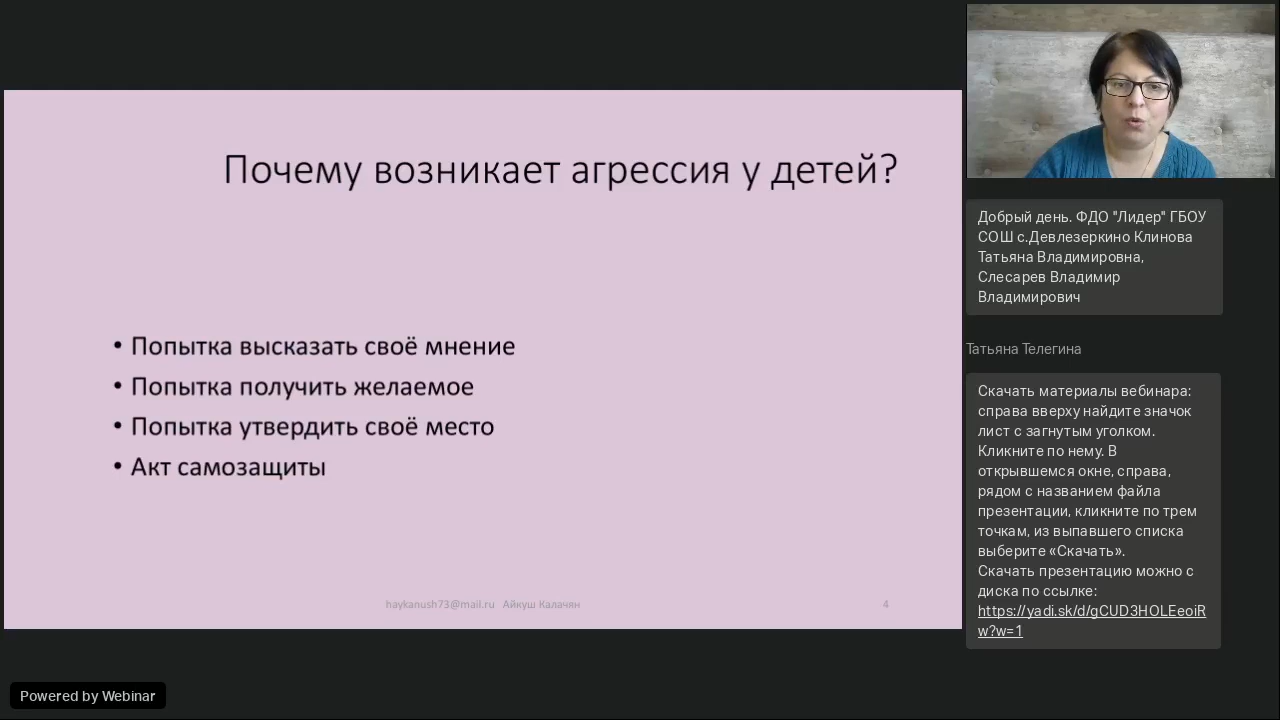 Почему возникает агрессия у детей?
• Попытка высказать своё мнение
• Попытка получить желаемое
• Попытка утвердить своё место
• Акт самозащиты
haykanush73@mail.ru Айкуш Калачян
4
Добрый день. ФДО "Лидер" ГБОУ
СОШ с.Девлезеркино Клинова
Татьяна Владимировна,
Слесарев Владимир
Владимирович
Татьяна Телегина
Скачать материалы вебинара:
справа вверху найдите значок
лист с загнутым уголком.
Кликните по нему. В
открывшемся окне, справа,
рядом с названием файла
презентации, кликните по трем
точкам, из выпавшего списка
выберите «Скачать».
Скачать презентацию можно с
диска по ссылке:
https://yadi.sk/d/gCUD3HOLEeoiR
w?w=1
Powered by Webinar